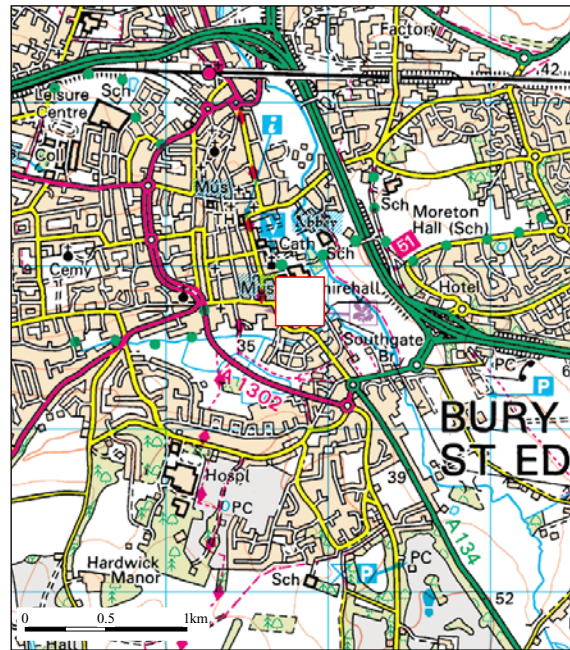 Factory
42
Leisure
Centre
Sch
i
Coll
Mus
TH
Abbey
Sch
Moreton
Hall (Sch)
51
Cath
Sch
Cemy
Mus
Shirehall
Hotel
35
Southgate
Br
PC
P
A 1302
BURY
ST ED
Hospl
PC
39
A 134
Hardwick
Manor
Sch
P
PC
52
0 0.5 1km
Hall